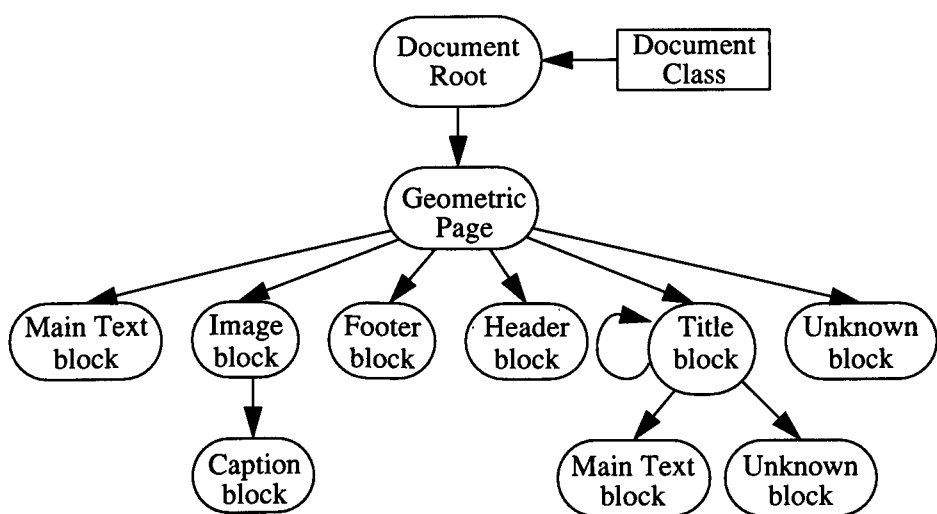 Document
Root
Document
Class
Geometric
Page
Main Text
block
Image
block
Footer
block
Header
block
Title
block
Unknown
block
Caption
block
Main Text
block
Unknown
block